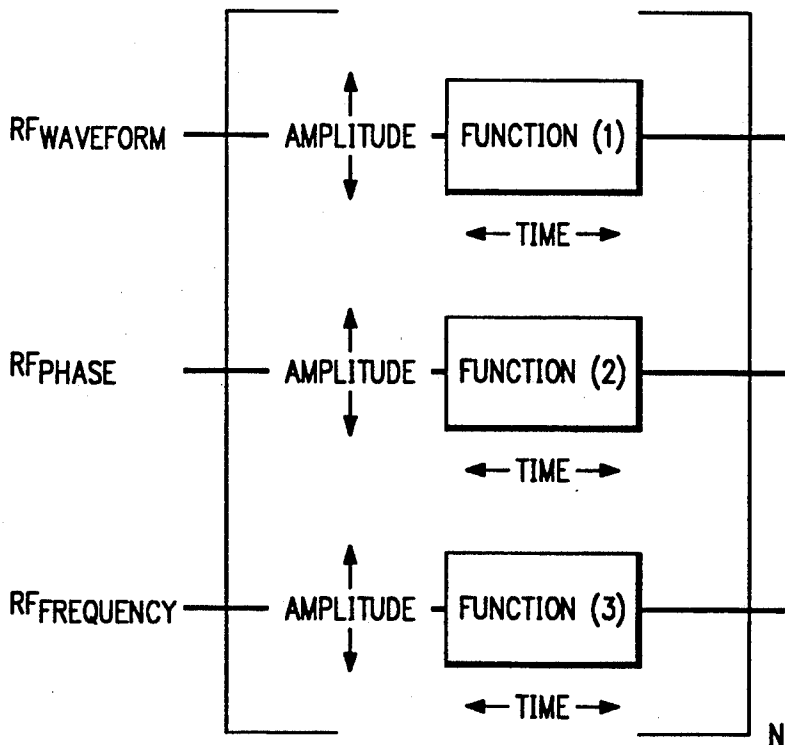 RFWAVEFORM AMPLITUDE FUNCTION (1)
TIME
RFPHASE AMPLITUDE FUNCTION (2)
TIME
RFFREQUENCY AMPLITUDE FUNCTION (3)
TIME
N